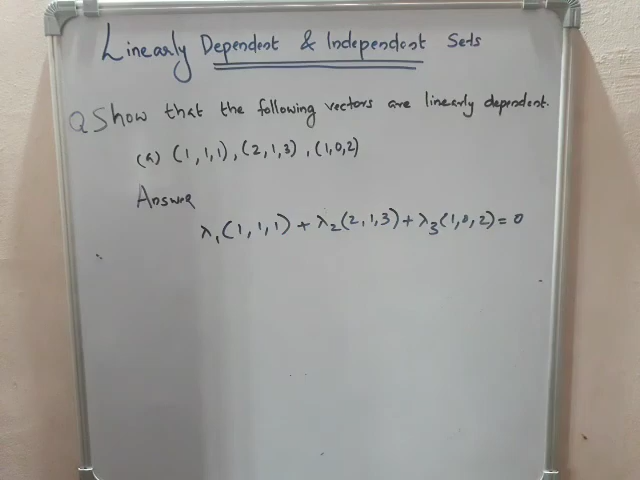 Linearly Dependent & Independent Sets
Q Show that the following vectors are linearly dependent.
(a) (1,1,1), (2,1,3), (1,0,2)
Answer
λ₁(1,1,1) + λ₂(2,1,3) + λ₃(1,0,2) = 0